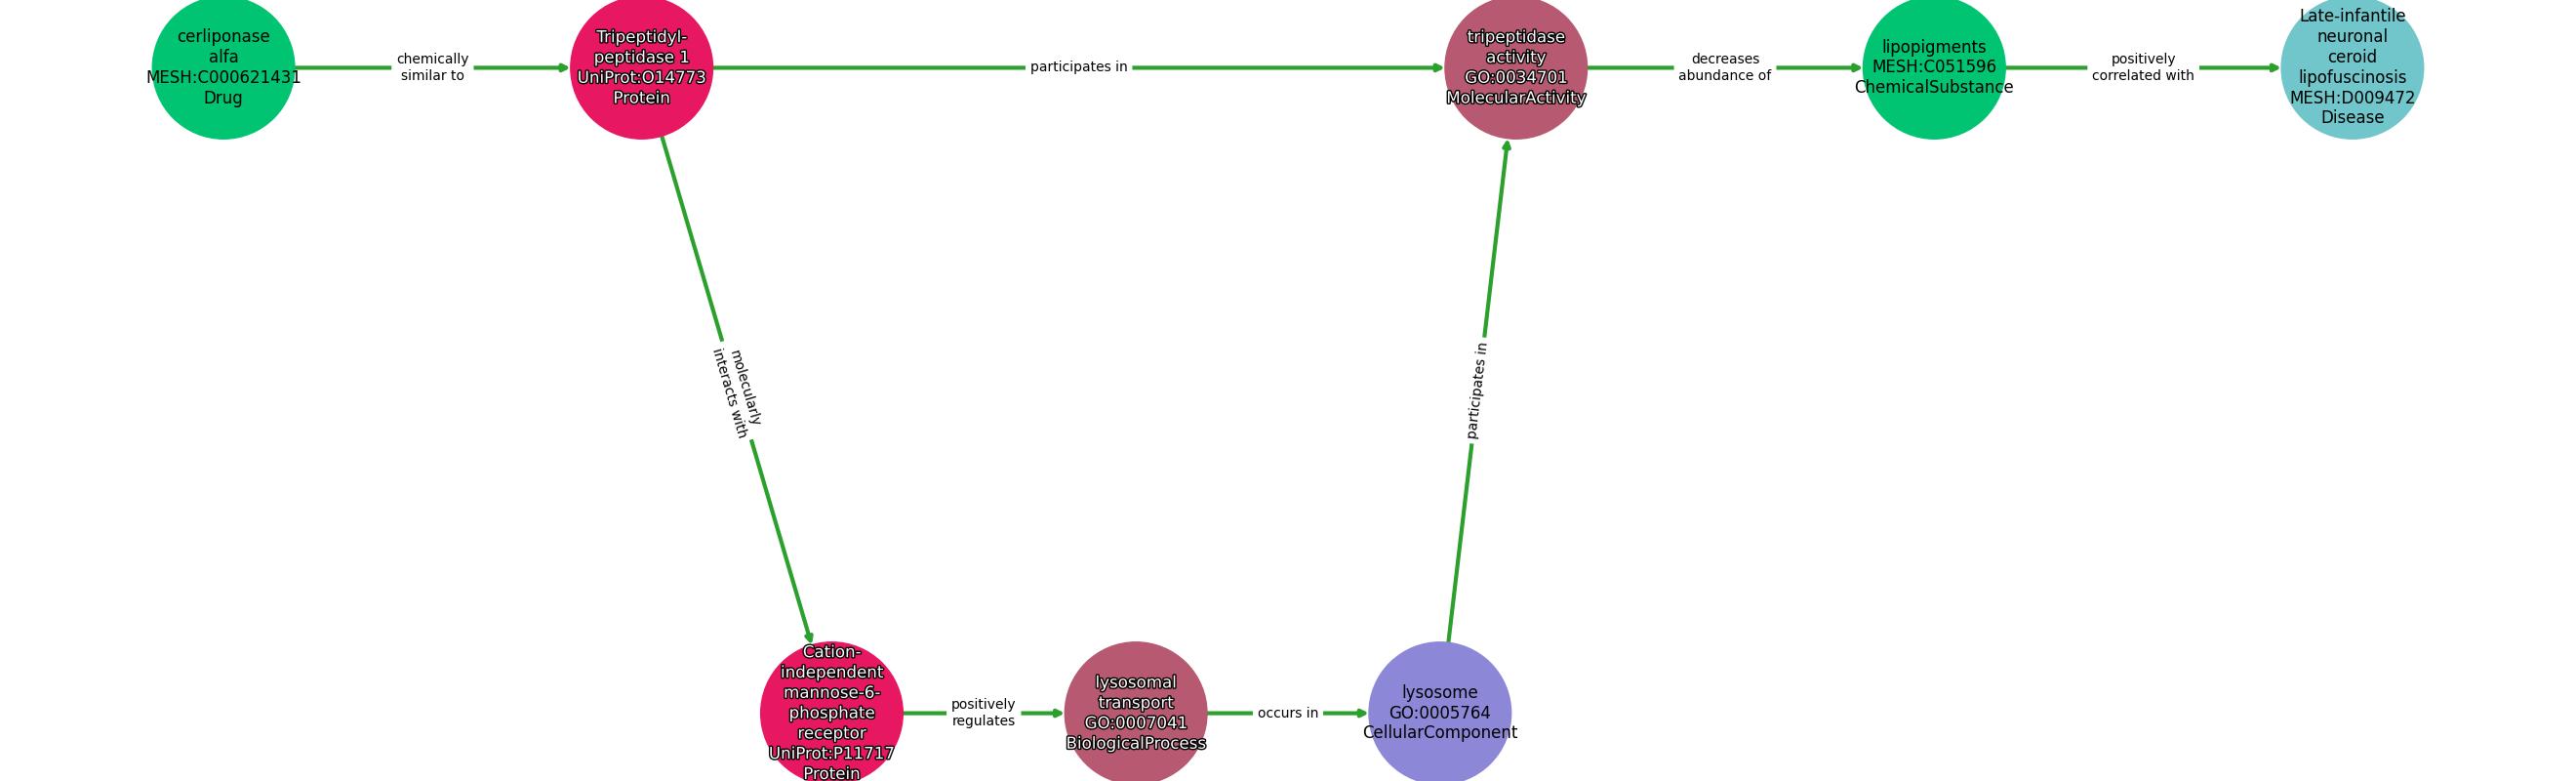 cerliponase
alfa
MESH:C000621431
Drug
chemically
similar to
Tripeptidyl-
peptidase 1
UniProt:O14773
Protein
participates in
tripeptidase
activity
GO:0034701
MolecularActivity
decreases
abundance of
lipopigments
MESH:C051596
ChemicalSubstance
positively
correlated with
Late-infantile
neuronal
ceroid
lipofuscinosis
MESH:D009472
Disease
molecularly
interacts with
participates in
Cation-
independent
mannose-6-
phosphate
receptor
UniProt:P11717
Protein
positively
regulates
lysosomal
transport
GO:0007041
BiologicalProcess
occurs in
lysosome
GO:0005764
CellularComponent